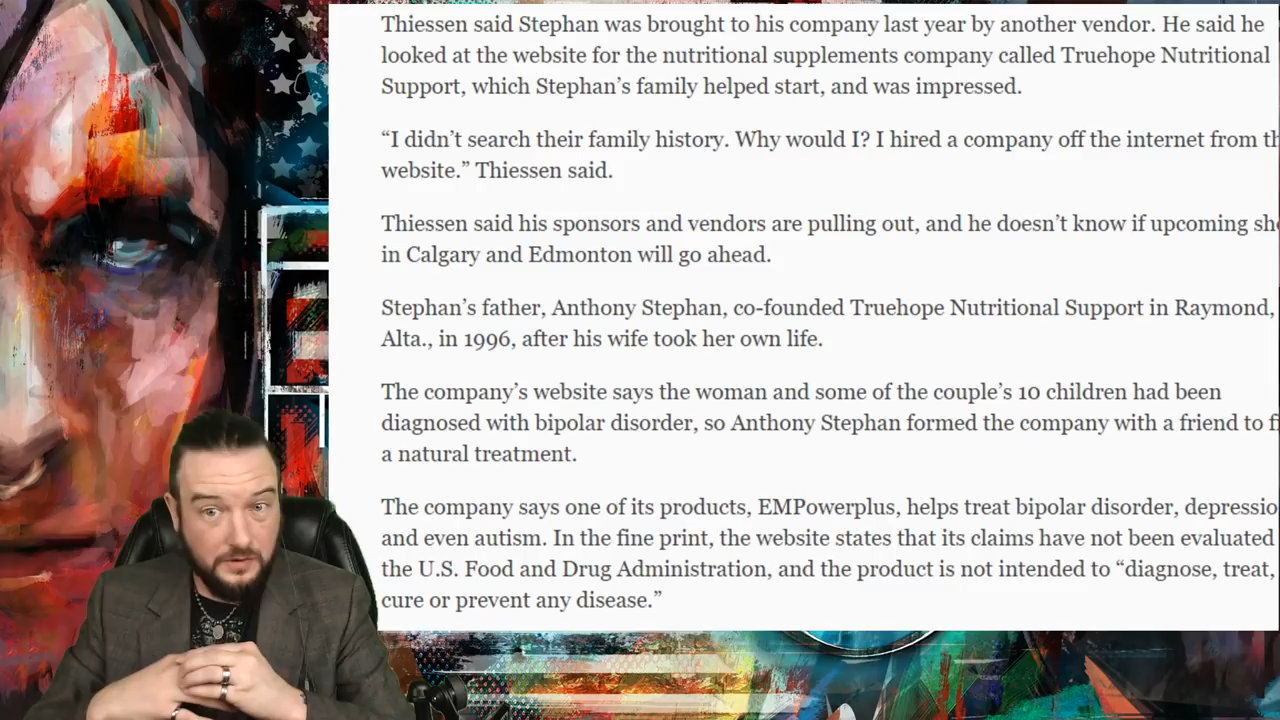 Thiessen said Stephan was brought to his company last year by another vendor. He said he
looked at the website for the nutritional supplements company called Truehope Nutritional
Support, which Stephan’s family helped start, and was impressed.
“I didn’t search their family history. Why would I? I hired a company off the internet from th
website.” Thiessen said.
Thiessen said his sponsors and vendors are pulling out, and he doesn’t know if upcoming sho
in Calgary and Edmonton will go ahead.
Stephan’s father, Anthony Stephan, co-founded Truehope Nutritional Support in Raymond,
Alta., in 1996, after his wife took her own life.
The company’s website says the woman and some of the couple’s 10 children had been
diagnosed with bipolar disorder, so Anthony Stephan formed the company with a friend to fi
a natural treatment.
The company says one of its products, EMPowerplus, helps treat bipolar disorder, depressio
and even autism. In the fine print, the website states that its claims have not been evaluated
the U.S. Food and Drug Administration, and the product is not intended to “diagnose, treat,
cure or prevent any disease.”